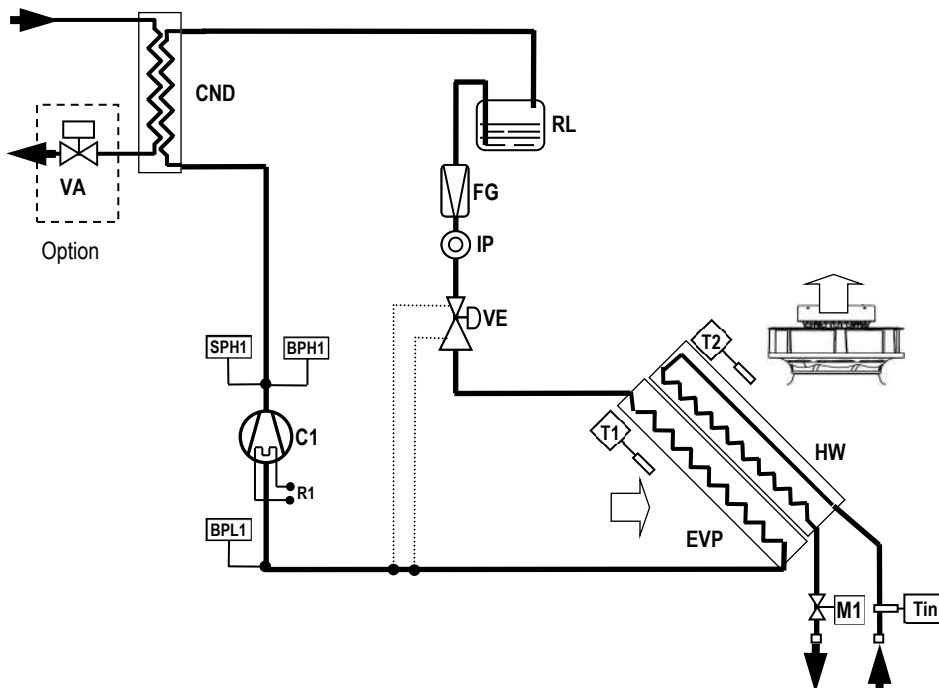 CND
RL
VA
FG
Option
IP
VE
SPH1
BPH1
T2
C1
T1
HW
R1
BPL1
EVP
M1
Tin